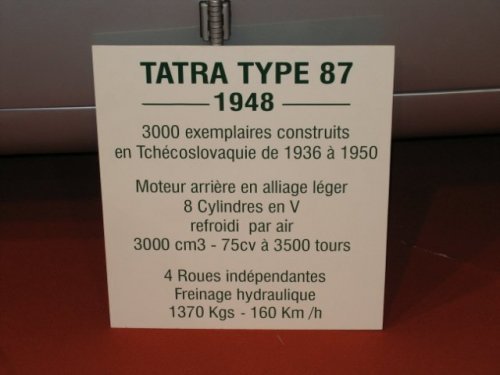 TATRA TYPE 87
1948
3000 exemplaires construits
en Tchécoslovaquie de 1936 à 1950
Moteur arrière en alliage léger
8 Cylindres en V
refroidi par air
3000 cm3 - 75cv à 3500 tours
4 Roues indépendantes
Freinage hydraulique
1370 Kgs - 160 Km /h